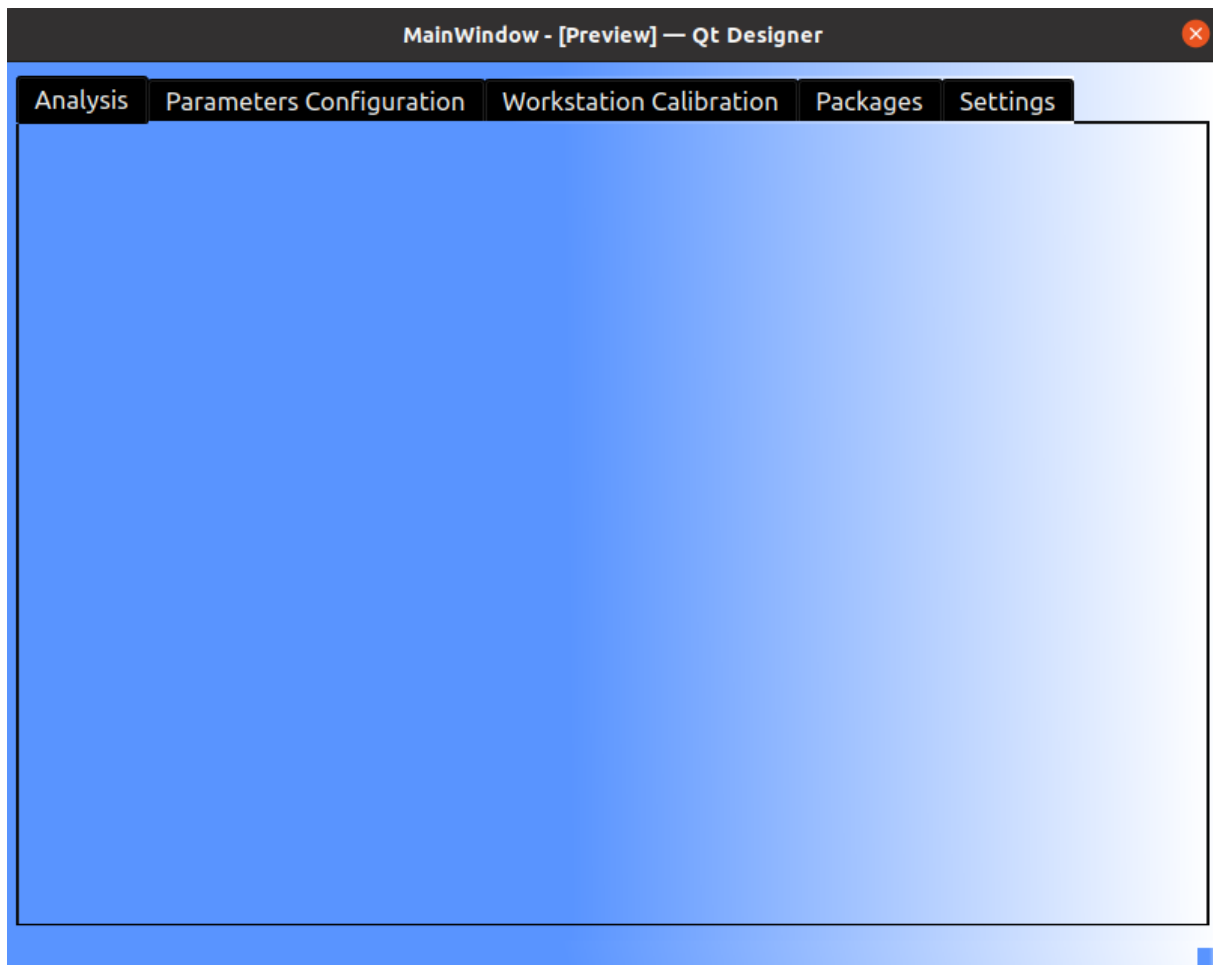 MainWindow - [Preview] — Qt Designer
Analysis Parameters Configuration Workstation Calibration Packages Settings